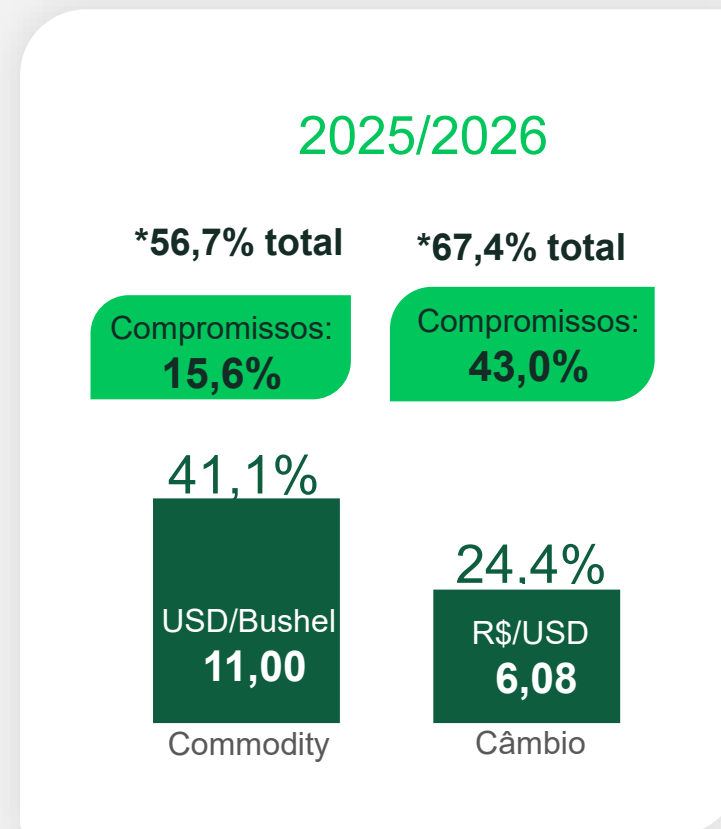 2025/2026
*56,7% total
Compromissos:
15,6%
41,1%
USD/Bushel
11,00
Commodity
*67,4% total
Compromissos:
43,0%
24,4%
R$/USD
6,08
Câmbio